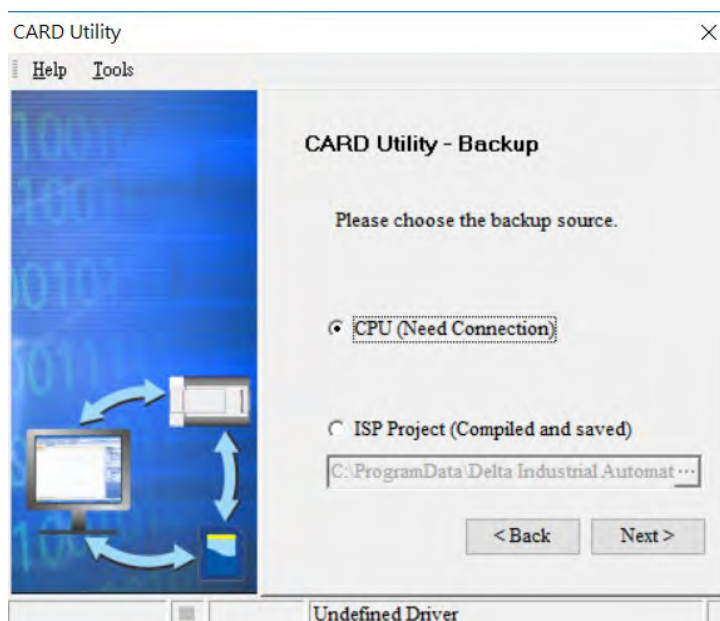 CARD Utility
Help Tools
CARD Utility - Backup
Please choose the backup source.
CPU (Need Connection)
ISP Project (Compiled and saved)
C:\ProgramData\Delta Industrial Automat ...
< Back Next >
Undefined Driver